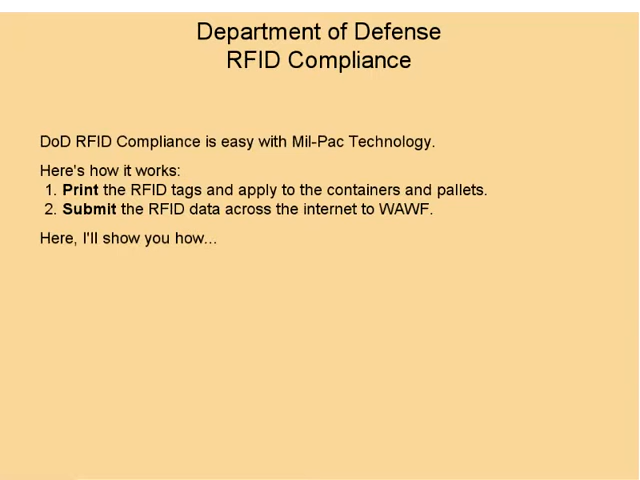 Department of Defense
RFID Compliance
DoD RFID Compliance is easy with Mil-Pac Technology.
Here's how it works:
1. Print the RFID tags and apply to the containers and pallets.
2. Submit the RFID data across the internet to WAWF.
Here, I'll show you how...